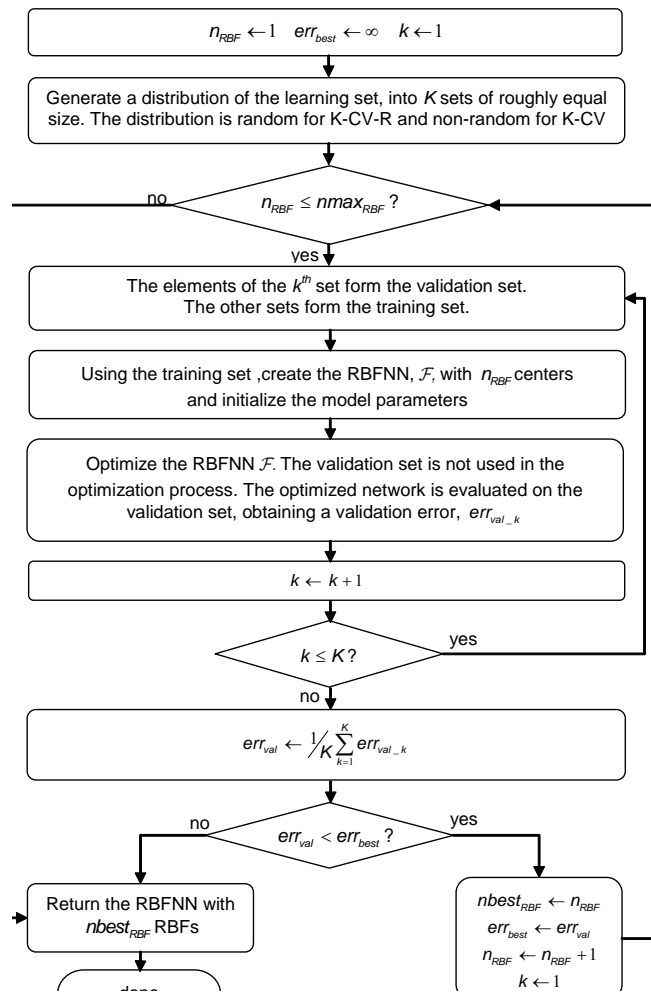 n_RBF ← 1   err_best ← ∞   k ← 1
Generate a distribution of the learning set, into K sets of roughly equal
size. The distribution is random for K-CV-R and non-random for K-CV
no
n_RBF ≤ nmax_RBF ?
yes
The elements of the k^th set form the validation set.
The other sets form the training set.
Using the training set ,create the RBFNN, ℱ, with n_RBF centers
and initialize the model parameters
Optimize the RBFNN ℱ. The validation set is not used in the
optimization process. The optimized network is evaluated on the
validation set, obtaining a validation error, err_val_k
k ← k + 1
k ≤ K?
yes
no
err_val ← 1/K ∑_{k=1}^{K} err_val_k
no
err_val < err_best ?
yes
Return the RBFNN with
nbest_RBF RBFs
nbest_RBF ← n_RBF
err_best ← err_val
n_RBF ← n_RBF + 1
k ← 1
done